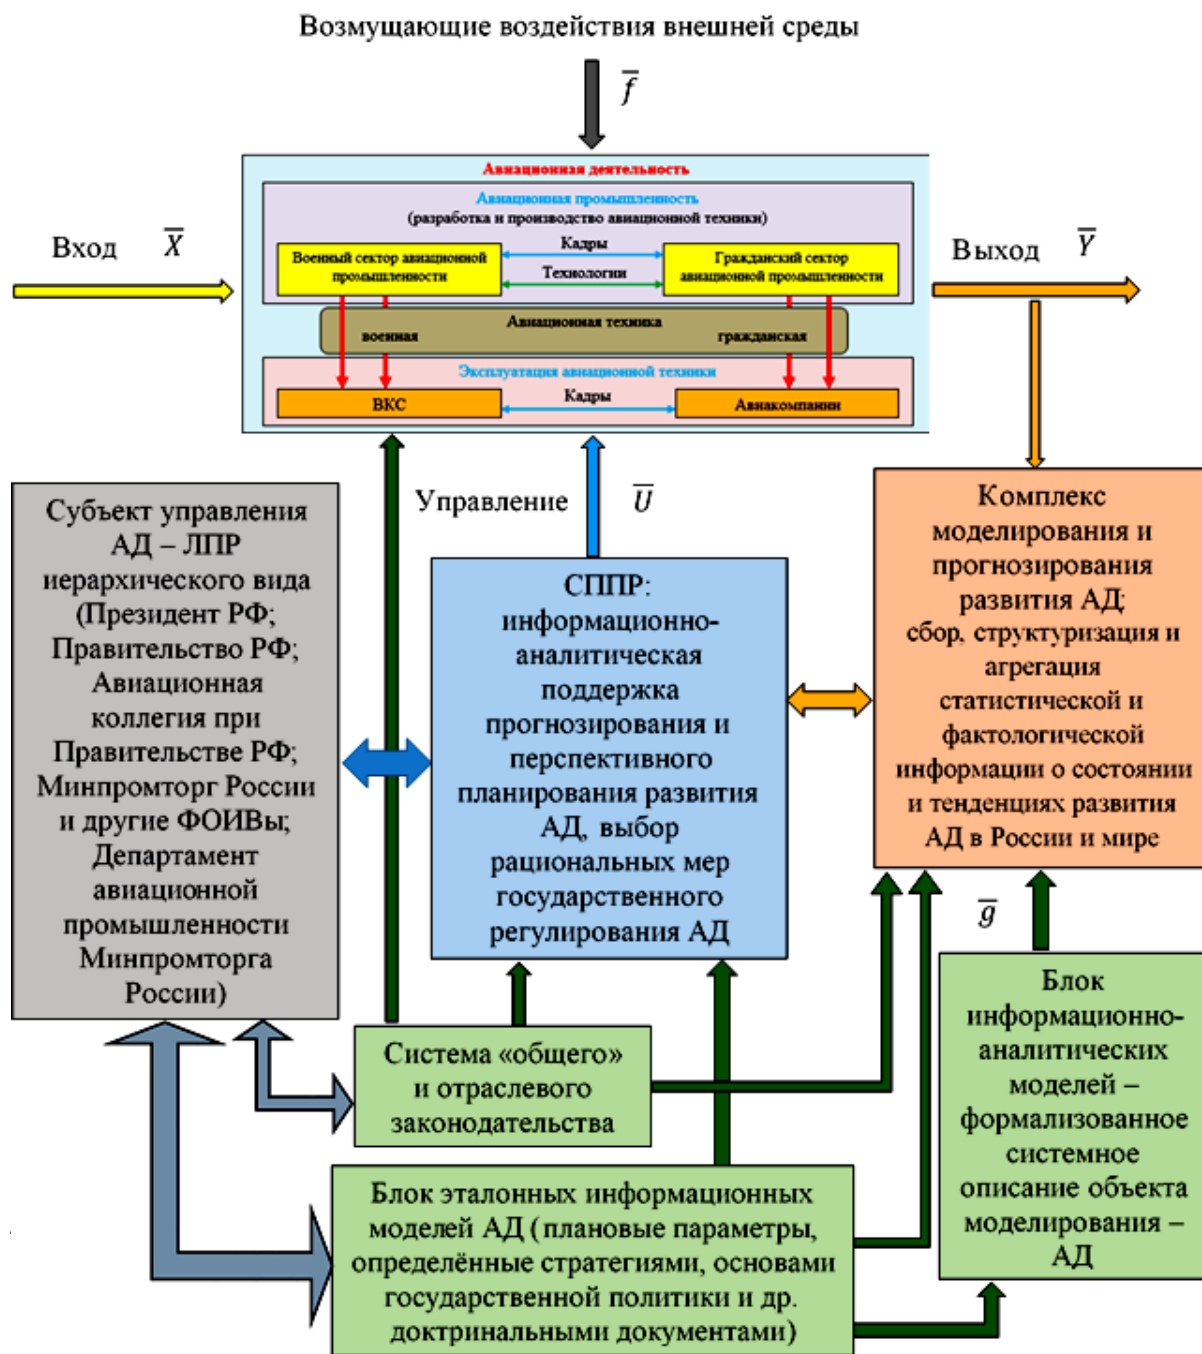 Возмущающие воздействия внешней среды
f̅
Авиационная деятельность
Авиационная промышленность
(разработка и производство авиационной техники)
Вход X̅
Военный сектор авиационной
промышленности
Кадры
Технологии
Гражданский сектор
авиационной промышленности
Выход Y̅
Авиационная техника
военная гражданская
Эксплуатация авиационной техники
ВКС
Кадры
Авиакомпании
Управление U̅
Субъект управления
АД – ЛПР
иерархического вида
(Президент РФ;
Правительство РФ;
Авиационная
коллегия при
Правительстве РФ;
Минпромторг России
и другие ФОИВы;
Департамент
авиационной
промышленности
Минпромторга
России)
СППР:
информационно-
аналитическая
поддержка
прогнозирования и
перспективного
планирования развития
АД, выбор
рациональных мер
государственного
регулирования АД
Комплекс
моделирования и
прогнозирования
развития АД;
сбор, структуризация и
агрегация
статистической и
фактологической
информации о состоянии
и тенденциях развития
АД в России и мире
g̅
Система «общего»
и отраслевого
законодательства
Блок
информационно-
аналитических
моделей –
формализованное
системное
описание объекта
моделирования –
АД
Блок эталонных информационных
моделей АД (плановые параметры,
определённые стратегиями, основами
государственной политики и др.
доктринальными документами)